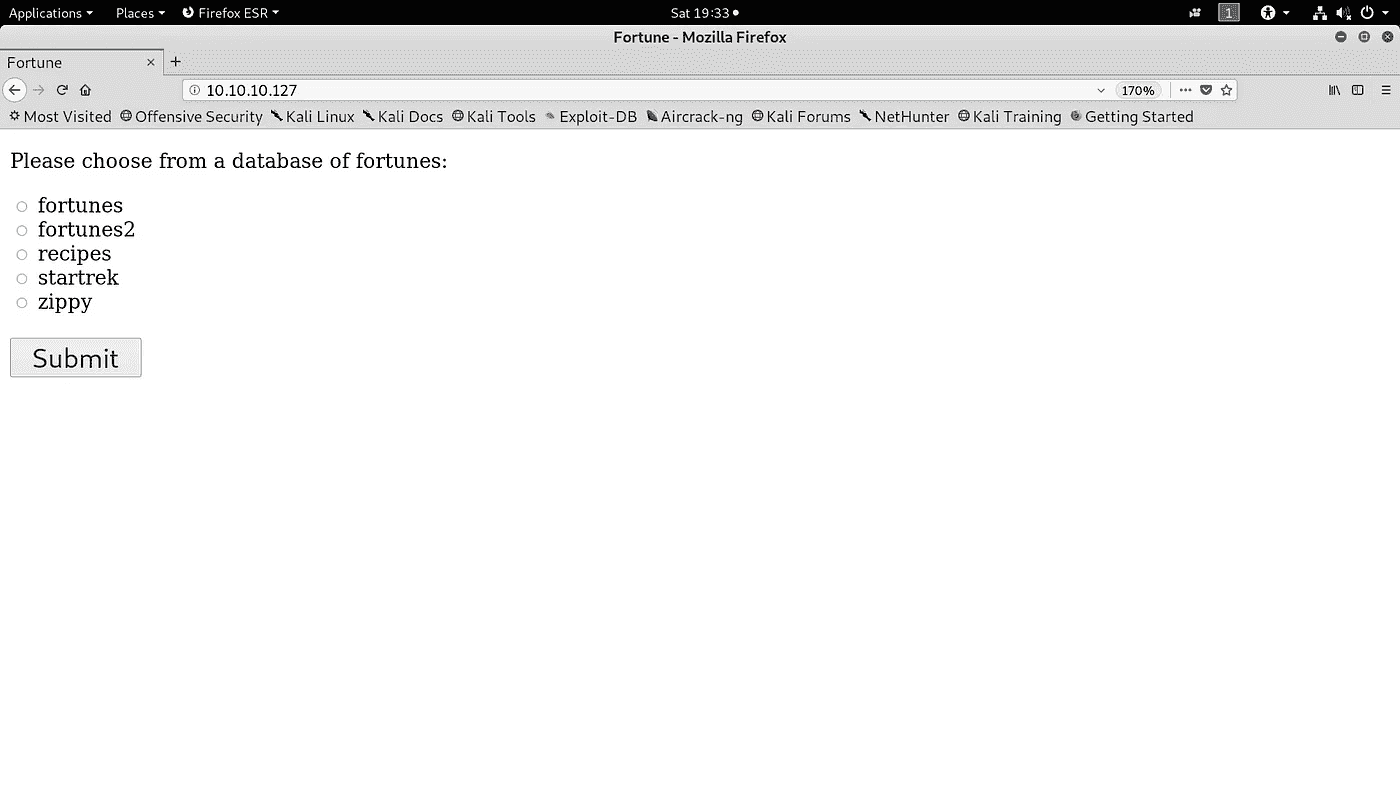 Applications Places Firefox ESR Sat 19:33 1
Fortune - Mozilla Firefox
Fortune
10.10.10.127 170%
Most Visited Offensive Security Kali Linux Kali Docs Kali Tools Exploit-DB Aircrack-ng Kali Forums NetHunter Kali Training Getting Started
Please choose from a database of fortunes:
fortunes
fortunes2
recipes
startrek
zippy
Submit